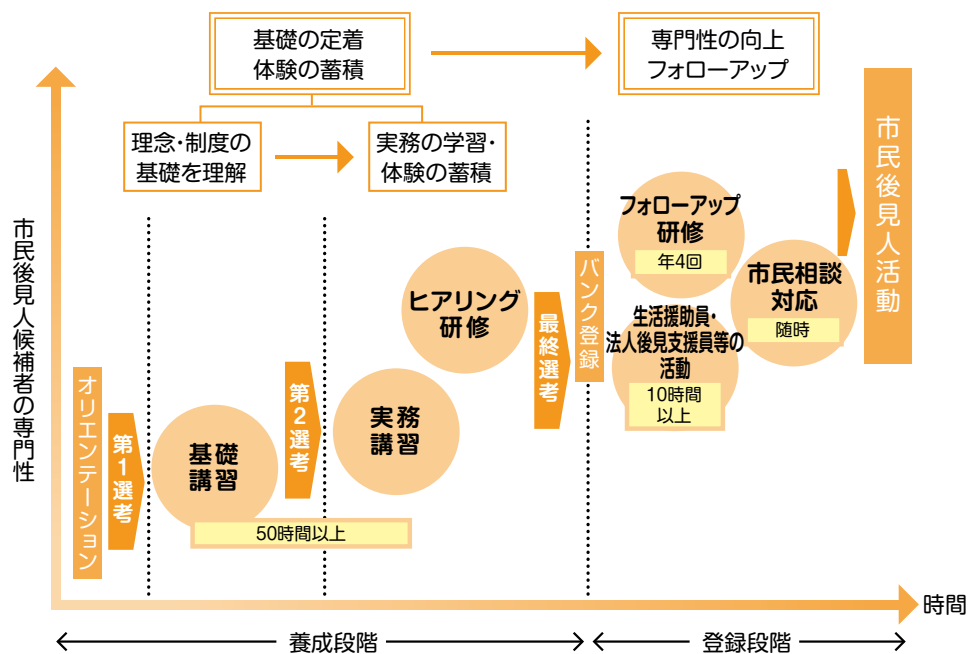 基礎の定着
体験の蓄積
専門性の向上
フォローアップ
理念・制度の
基礎を理解
実務の学習・
体験の蓄積
市民後見人候補者の専門性
オリエンテーション
第1選考
基礎
講習
第2選考
実務
講習
50時間以上
ヒアリング
研修
最終選考
バンク登録
フォローアップ
研修
年4回
生活援助員・
法人後見支援員等の
活動
10時間
以上
市民相談
対応
随時
市民後見人活動
時間
養成段階
登録段階